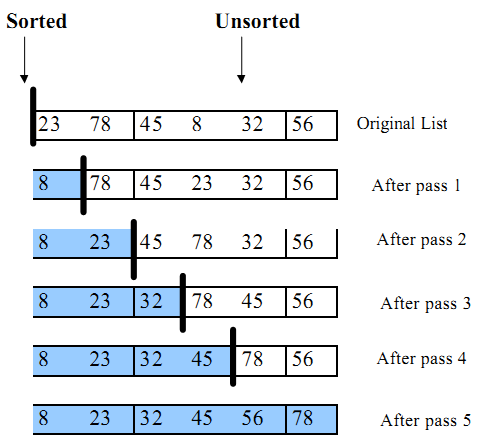 Sorted Unsorted
23 78 45 8 32 56 Original List
8 78 45 23 32 56 After pass 1
8 23 45 78 32 56 After pass 2
8 23 32 78 45 56 After pass 3
8 23 32 45 78 56 After pass 4
8 23 32 45 56 78 After pass 5